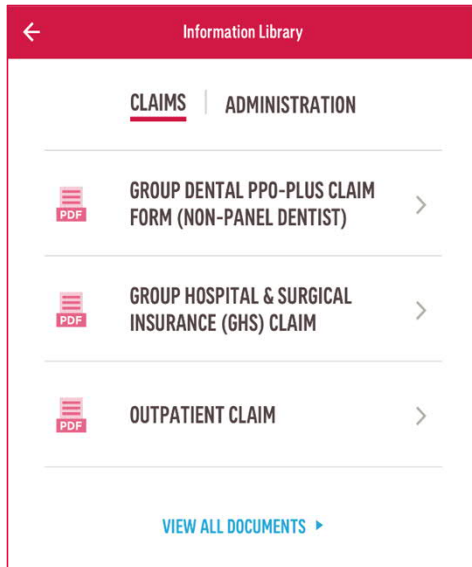 Information Library
CLAIMS
ADMINISTRATION
PDF
GROUP DENTAL PPO-PLUS CLAIM
FORM (NON-PANEL DENTIST)
PDF
GROUP HOSPITAL & SURGICAL
INSURANCE (GHS) CLAIM
PDF
OUTPATIENT CLAIM
VIEW ALL DOCUMENTS